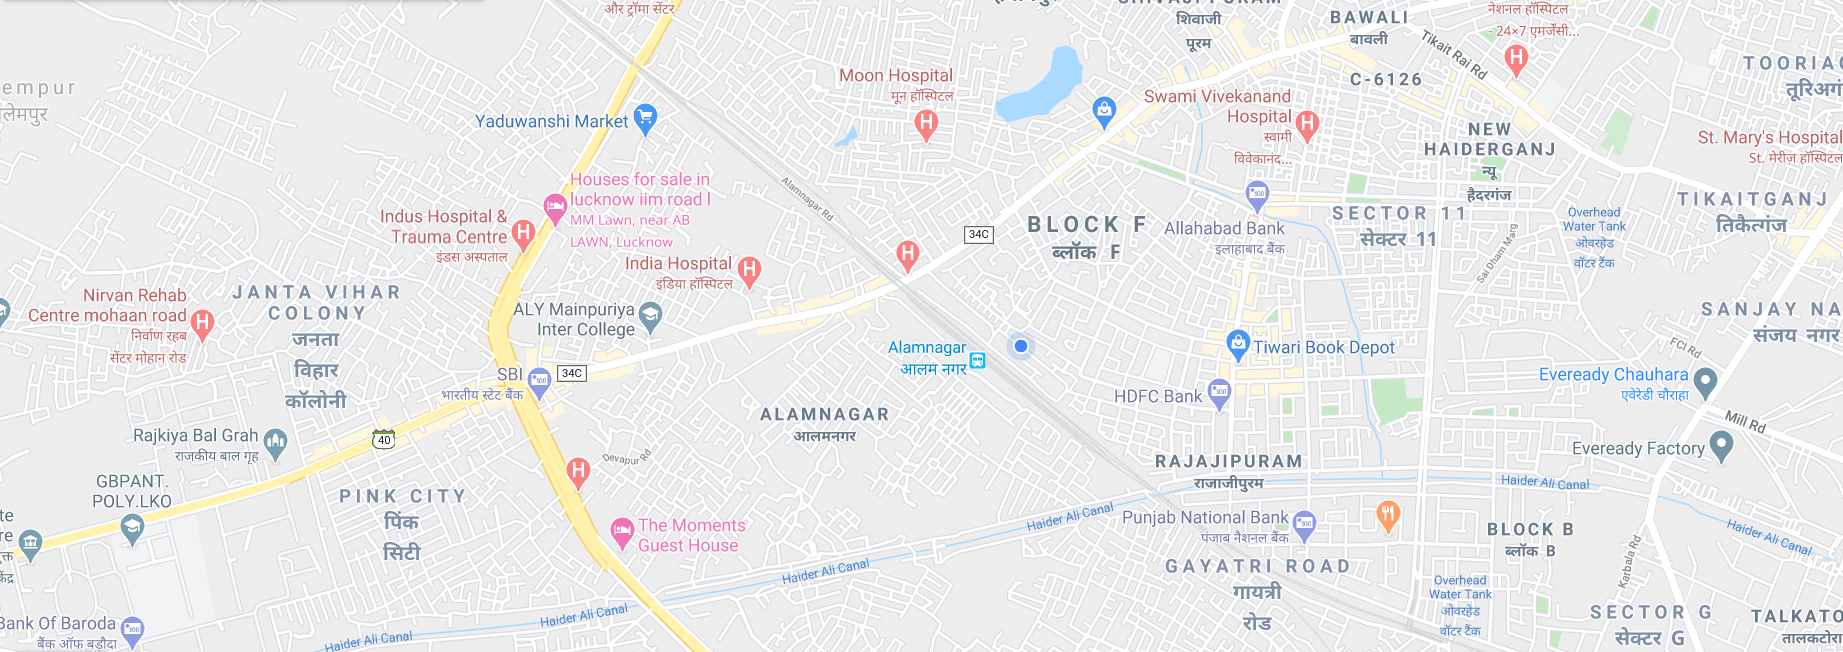 और ट्रॉमा सेंटर
शिवाजी
पूरम
BAWALI
बावली
नेशनल हॉस्पिटल
- 24×7 एमर्जेंसी...
Tikait Rai Rd
C-6126
TOORIAG
तूरिअगं
Moon Hospital
मून हॉस्पिटल
Swami Vivekanand
Hospital
स्वामी
विवेकानंद...
NEW
HAIDERGANJ
न्यू
हैदरगंज
St. Mary's Hospital
St. मेरीज़ हॉस्पिटल
empur
लेमपुर
Yaduwanshi Market
Alamnagar Rd
Houses for sale in
lucknow iim road l
MM Lawn, near AB
LAWN, Lucknow
Indus Hospital &
Trauma Centre
इंडस अस्पताल
India Hospital
इंडिया हॉस्पिटल
34C
BLOCK F
ब्लॉक F
Allahabad Bank
इलाहाबाद बैंक
SECTOR 11
सेक्टर 11
Sai Dham Marg
Overhead
Water Tank
ओवरहेड
वॉटर टैंक
TIKAITGANJ
तिकैत्गंज
Nirvan Rehab
Centre mohaan road
निर्वाण रहब
सेंटर मोहान रोड
JANTA VIHAR
COLONY
जनता
विहार
कॉलोनी
ALY Mainpuriya
Inter College
SANJAY NA
संजय नगर
FCI Rd
Alamnagar
आलम नगर
Tiwari Book Depot
SBI
भारतीय स्टेट बैंक
34C
HDFC Bank
Eveready Chauhara
एवेरेडी चौराहा
Mill Rd
ALAMNAGAR
आलमनगर
Rajkiya Bal Grah
राजकीय बाल गृह
40
Devapur Rd
Eveready Factory
RAJAJIPURAM
राजाजीपुरम
GBPANT.
POLY.LKO
PINK CITY
पिंक
सिटी
Haider Ali Canal
Haider Ali Canal
Punjab National Bank
पंजाब नैशनल बैंक
BLOCK B
ब्लॉक B
Haider Ali Canal
The Moments
Guest House
te
re
केंद्र
Haider Ali Canal
GAYATRI ROAD
गायत्री
रोड
Karbala Rd
Overhead
Water Tank
ओवरहेड
वॉटर टैंक
Haider Ali Canal
Haider Ali Canal
SECTOR G
सेक्टर G
TALKATO
तालकटोरा
Bank Of Baroda
बैंक ऑफ बड़ौदा